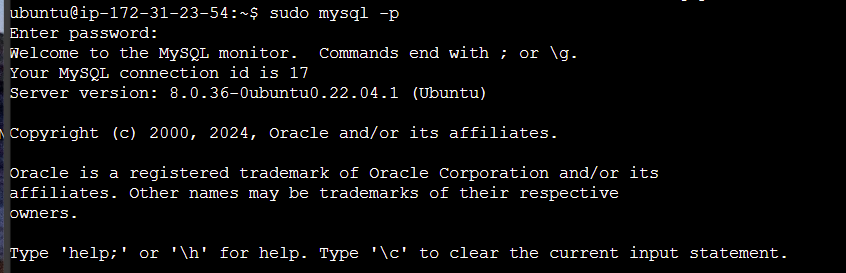 ubuntu@ip-172-31-23-54:~$ sudo mysql -p
Enter password:
Welcome to the MySQL monitor.  Commands end with ; or \g.
Your MySQL connection id is 17
Server version: 8.0.36-0ubuntu0.22.04.1 (Ubuntu)

Copyright (c) 2000, 2024, Oracle and/or its affiliates.

Oracle is a registered trademark of Oracle Corporation and/or its
affiliates. Other names may be trademarks of their respective
owners.

Type 'help;' or '\h' for help. Type '\c' to clear the current input statement.